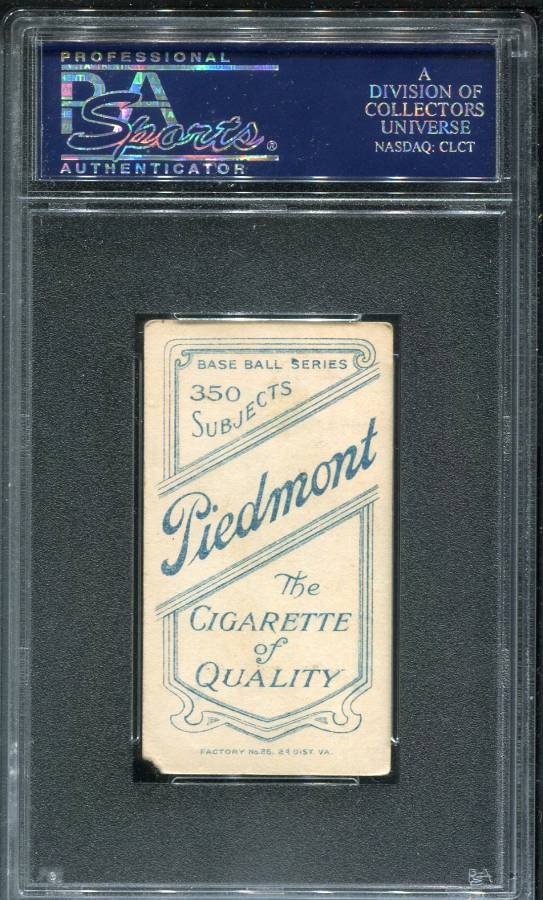 PROFESSIONAL
PSA
Sports®
AUTHENTICATOR
A
DIVISION OF
COLLECTORS
UNIVERSE
NASDAQ: CLCT
BASE BALL SERIES
350
SUBJECTS
Piedmont
The
CIGARETTE
of
QUALITY
FACTORY No. 25, 2d DIST. VA.